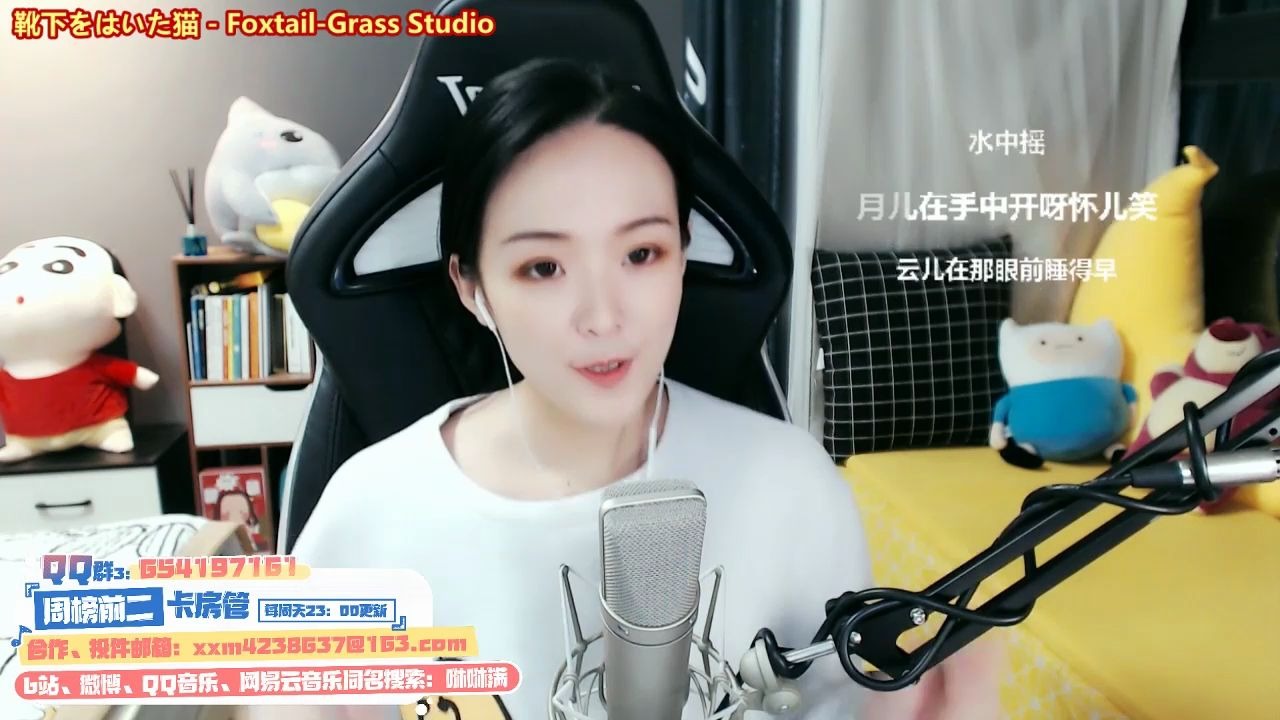 靴下をはいた猫 - Foxtail-Grass Studio
水中摇
月儿在手中开呀怀儿笑
云儿在那眼前睡得早
QQ群3：654197161
周榜前二 卡房管 每周天23：00更新
合作、投件邮箱：xxm4238637@163.com
b站、微博、QQ音乐、网易云音乐同名搜索：咻咻满